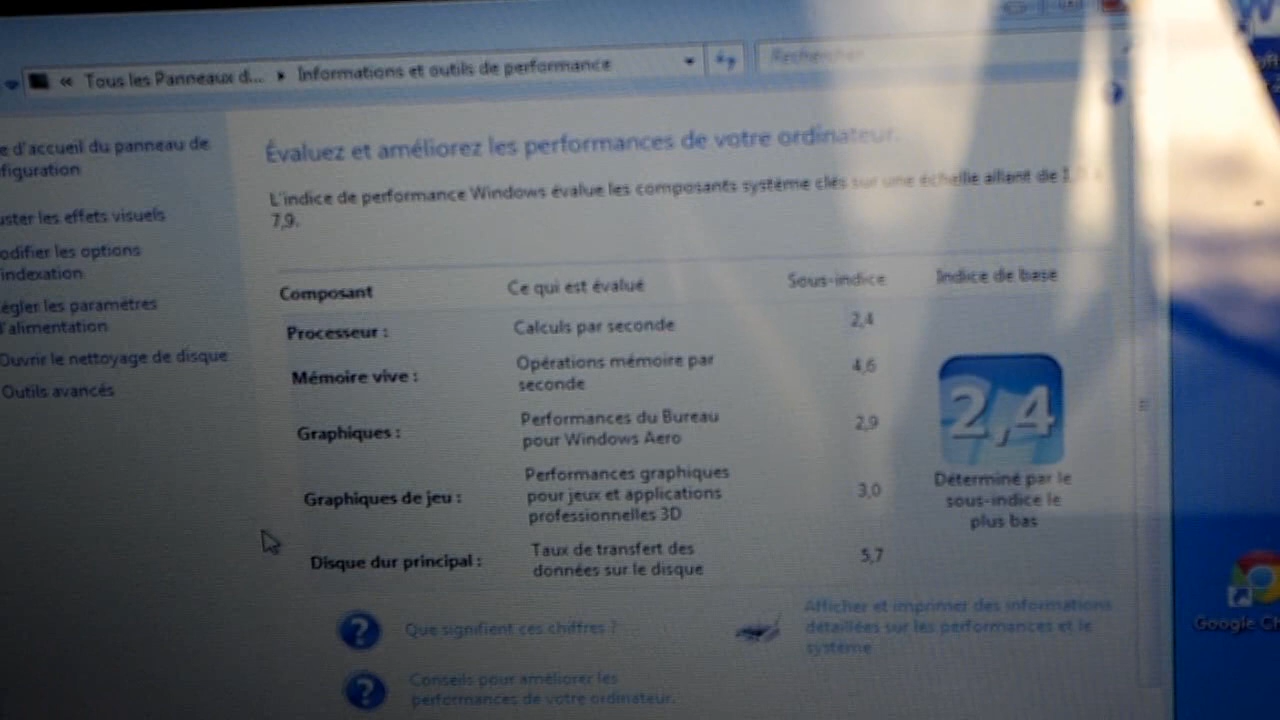 « Tous les Panneaux d... ▸ Informations et outils de performance
Rechercher
e d'accueil du panneau de
figuration
uster les effets visuels
odifier les options
'indexation
égler les paramètres
d'alimentation
Ouvrir le nettoyage de disque
Outils avancés
Évaluez et améliorez les performances de votre ordinateur.
L'indice de performance Windows évalue les composants système clés sur une échelle allant de
7,9.
Composant Ce qui est évalué Sous-indice Indice de base
Processeur : Calculs par seconde 2,4
Mémoire vive : Opérations mémoire par
seconde 4,6
Graphiques : Performances du Bureau
pour Windows Aero 2,9
Graphiques de jeu : Performances graphiques
pour jeux et applications
professionnelles 3D 3,0
Disque dur principal : Taux de transfert des
données sur le disque 5,7
2,4
Déterminé par le
sous-indice le
plus bas
Que signifient ces chiffres ?
Conseils pour améliorer les
performances de votre ordinateur.
Afficher et imprimer des informations
détaillées sur les performances et le
système
Google Ch